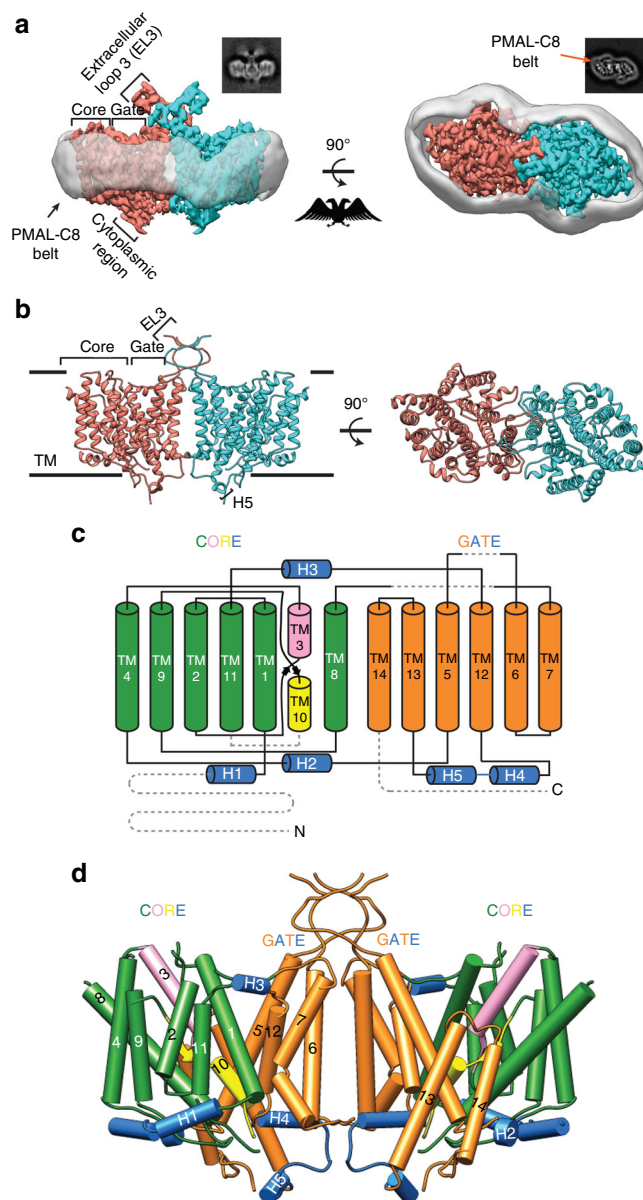 a
Extracellular
loop 3 (EL3)
Core Gate
PMAL-C8
belt
Cytoplasmic
region
90°
PMAL-C8
belt
b
EL3
Core Gate
TM
H5
90°
c
CORE
GATE
H3
TM
4
TM
9
TM
2
TM
11
TM
1
TM
3
TM
10
TM
8
TM
14
TM
13
TM
5
TM
12
TM
6
TM
7
H1
H2
H5
H4
C
N
d
CORE
GATE
GATE
CORE
3
8
4
9
2
11
10
1
H3
5
12
7
6
H1
H4
H5
13
14
H2